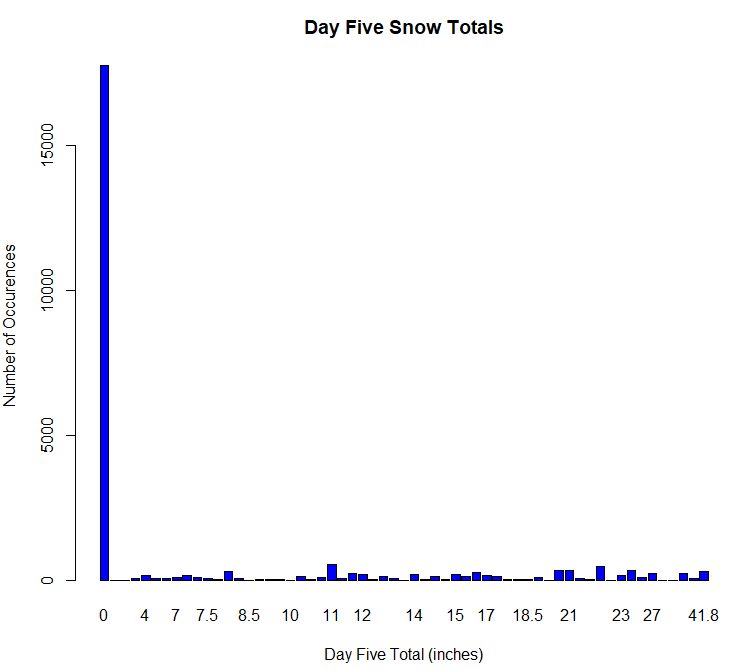 Day Five Snow Totals
Number of Occurences
15000
10000
5000
0
0 4 7 7.5 8.5 10 11 12 14 15 17 18.5 21 23 27 41.8
Day Five Total (inches)